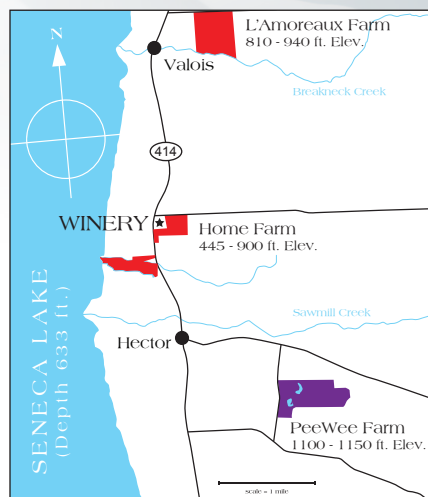 L'Amoreaux Farm
810 - 940 ft. Elev.
Valois
Breakneck Creek
N
414
WINERY
Home Farm
445 - 900 ft. Elev.
SENECA LAKE
(Depth 633 ft.)
Sawmill Creek
Hector
PeeWee Farm
1100 - 1150 ft. Elev.
Scale = 1 mile